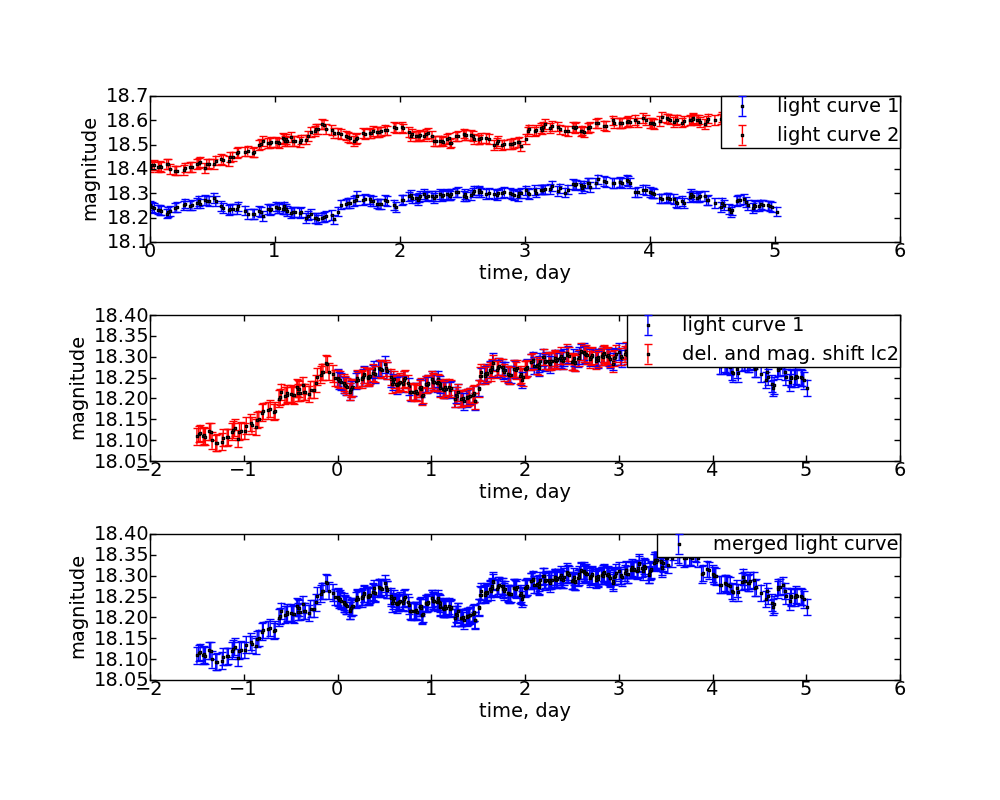 18.7
18.6
18.5
18.4
18.3
18.2
18.1
magnitude
light curve 1
light curve 2
0 1 2 3 4 5 6
time, day
18.40
18.35
18.30
18.25
18.20
18.15
18.10
18.05
magnitude
light curve 1
del. and mag. shift lc2
−2 −1 0 1 2 3 4 5 6
time, day
18.40
18.35
18.30
18.25
18.20
18.15
18.10
18.05
magnitude
merged light curve
−2 −1 0 1 2 3 4 5 6
time, day